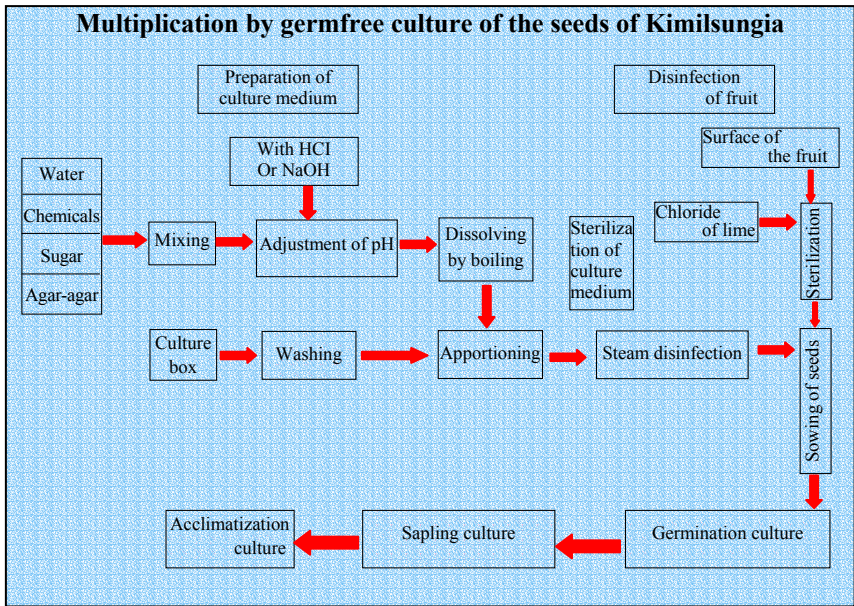 Multiplication by germfree culture of the seeds of Kimilsungia
Preparation of
culture medium
Disinfection
of fruit
With HCI
Or NaOH
Surface of
the fruit
Water
Chemicals
Sugar
Agar-agar
Mixing
Adjustment of pH
Dissolving
by boiling
Steriliza
tion of
culture
medium
Chloride
of lime
Sterilization
Culture
box
Washing
Apportioning
Steam disinfection
Sowing of seeds
Acclimatization
culture
Sapling culture
Germination culture